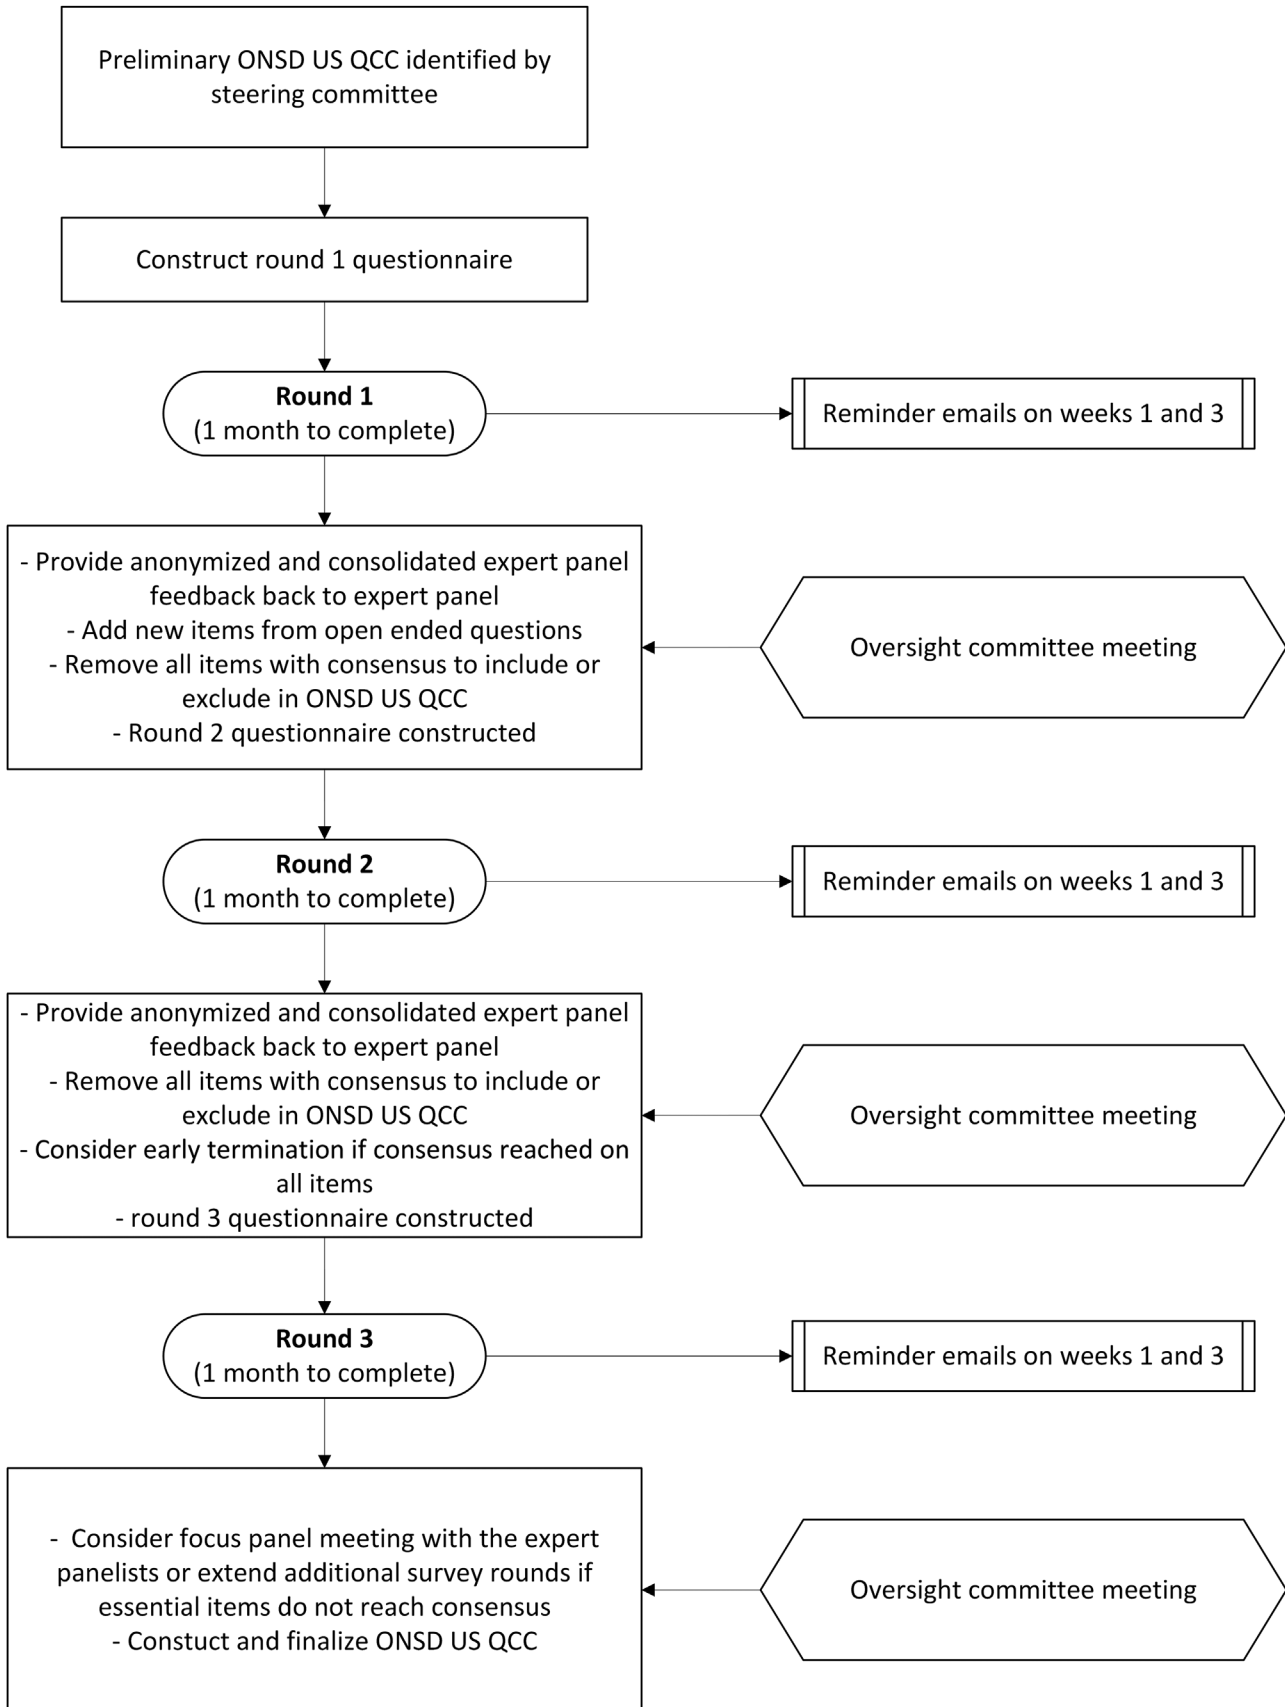 Preliminary ONSD US QCC identified by
steering committee
Construct round 1 questionnaire
Round 1
(1 month to complete)
Reminder emails on weeks 1 and 3
- Provide anonymized and consolidated expert panel
feedback back to expert panel
- Add new items from open ended questions
- Remove all items with consensus to include or
exclude in ONSD US QCC
- Round 2 questionnaire constructed
Oversight committee meeting
Round 2
(1 month to complete)
Reminder emails on weeks 1 and 3
- Provide anonymized and consolidated expert panel
feedback back to expert panel
- Remove all items with consensus to include or
exclude in ONSD US QCC
- Consider early termination if consensus reached on
all items
- round 3 questionnaire constructed
Oversight committee meeting
Round 3
(1 month to complete)
Reminder emails on weeks 1 and 3
- Consider focus panel meeting with the expert
panelists or extend additional survey rounds if
essential items do not reach consensus
- Constuct and finalize ONSD US QCC
Oversight committee meeting